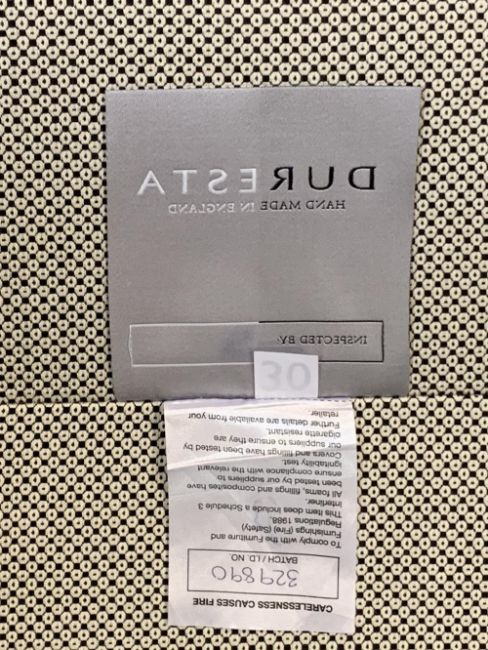 DURESTA
HAND MADE IN ENGLAND
INSPECTED BY:
30
CARELESSNESS CAUSES FIRE
329890
BATCH / I.D. NO.
To comply with the Furniture and
Furnishings (Fire) (Safety)
Regulations 1988.
This item does a Schedule 3
interliner.
All foams, fillings and composites have
been tested by our suppliers to
ensure compliance with the relevant
ignitability test.
Covers and fillings have been tested by
our suppliers to ensure they are
cigarette resistant.
Further details are available from your
retailer.